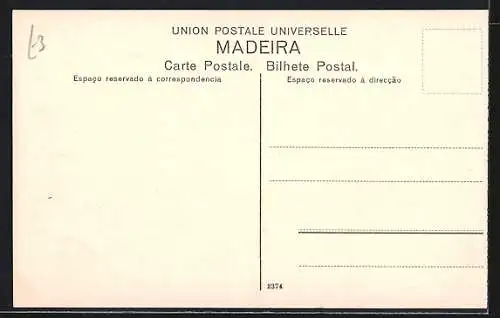 UNION POSTALE UNIVERSELLE
MADEIRA
Carte Postale. Bilhete Postal.
Espaço reservado á correspondencia
Espaço reservado á direcção
2374